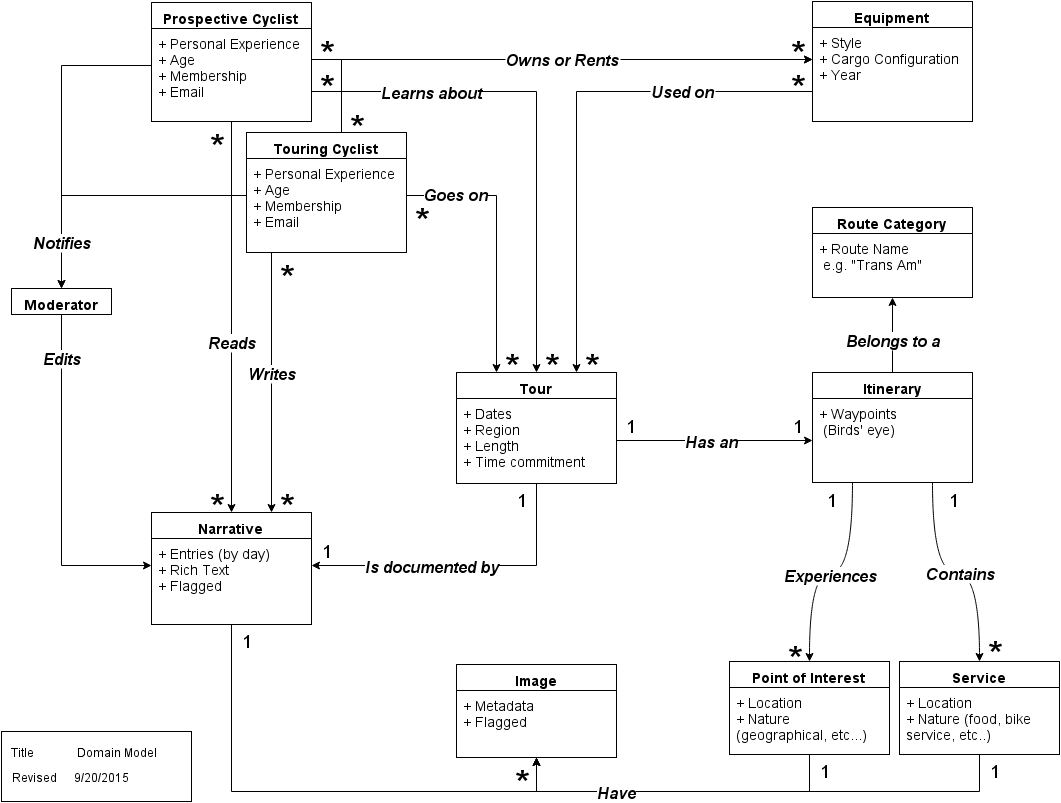 Prospective Cyclist
+ Personal Experience
+ Age
+ Membership
+ Email
*
*
*
Owns or Rents
Learns about
*
*
Used on
Equipment
+ Style
+ Cargo Configuration
+ Year
*
*
Touring Cyclist
+ Personal Experience
+ Age
+ Membership
+ Email
Goes on
*
*
Notifies
Moderator
Edits
Reads
Writes
Route Category
+ Route Name
e.g. "Trans Am"
Belongs to a
*
*
*
Tour
+ Dates
+ Region
+ Length
+ Time commitment
1
Has an
1
Itinerary
+ Waypoints
(Birds' eye)
*
*
Narrative
+ Entries (by day)
+ Rich Text
+ Flagged
1
Is documented by
1
1
1
Experiences
Contains
*
*
1
Image
+ Metadata
+ Flagged
*
Point of Interest
+ Location
+ Nature
(geographical, etc...)
1
Service
+ Location
+ Nature (food, bike
service, etc..)
1
Have
Title Domain Model
Revised 9/20/2015